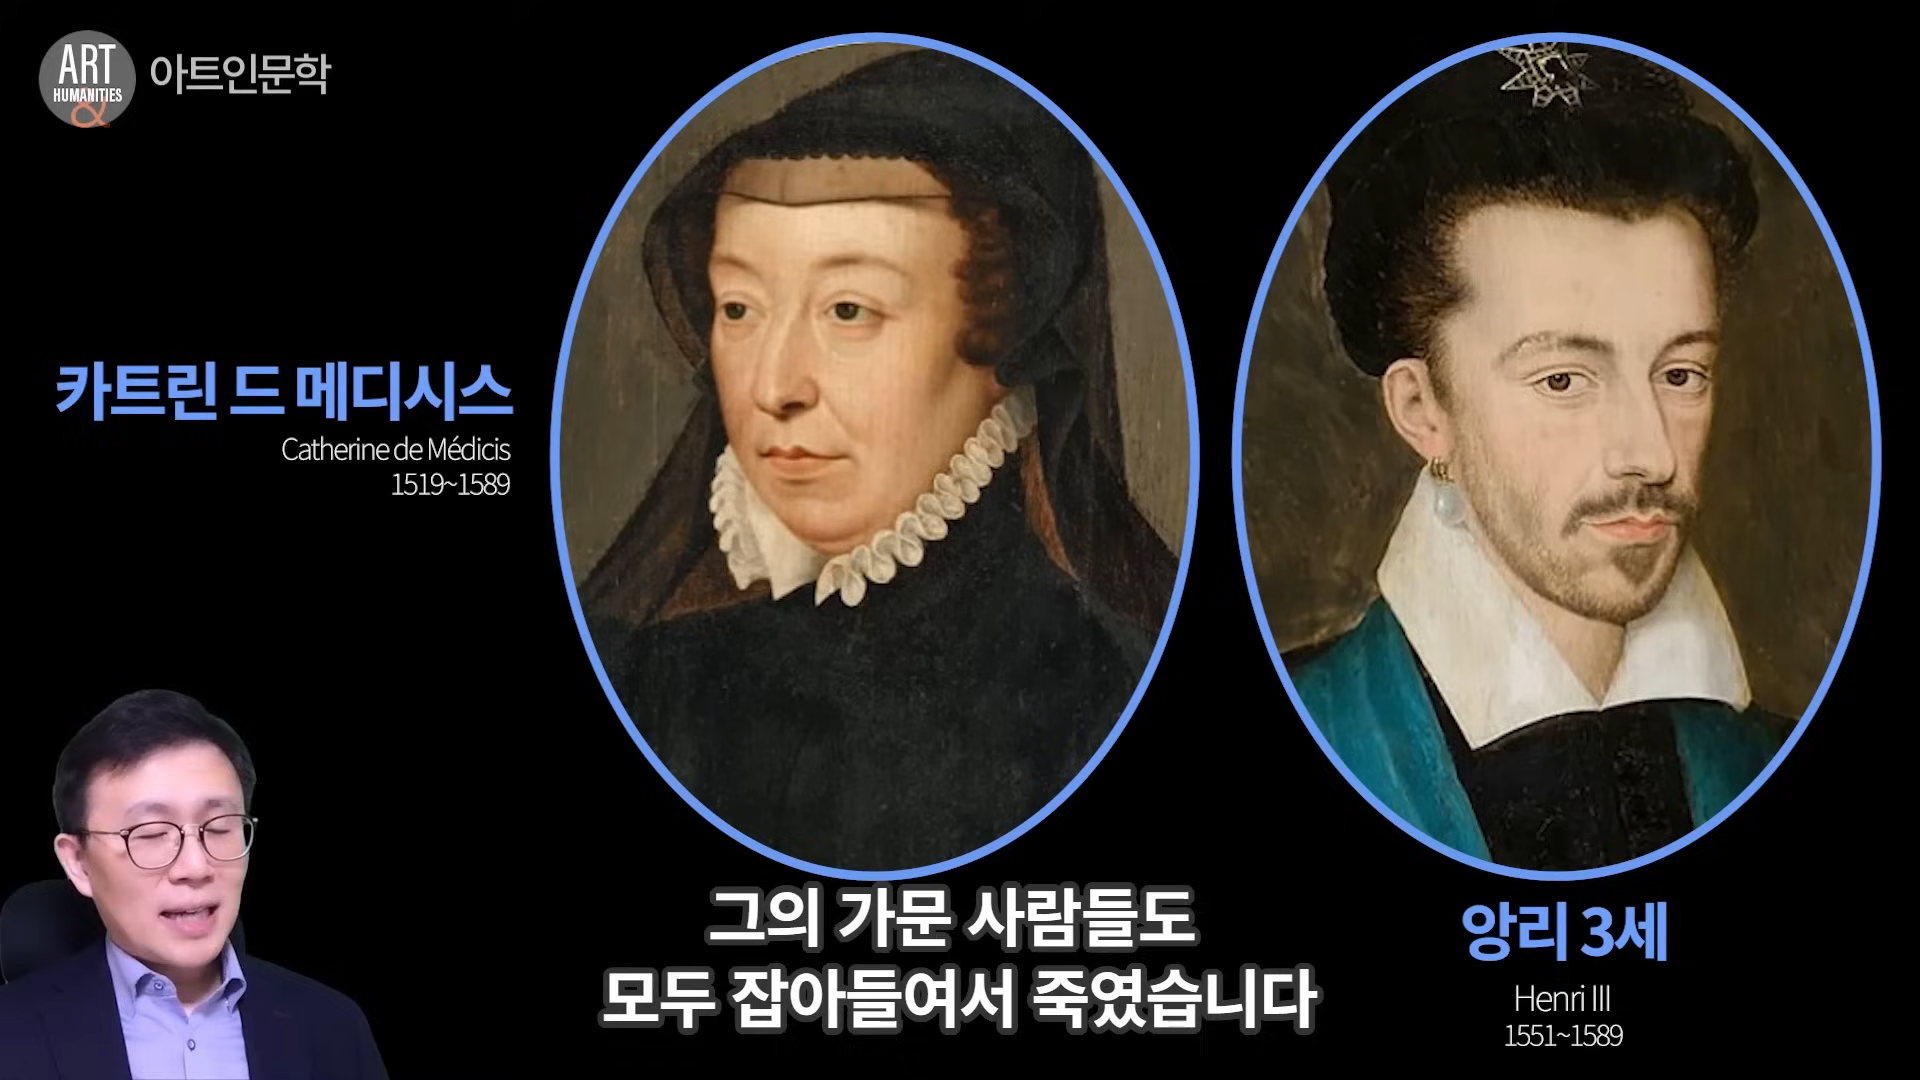 ART
HUMANITIES
&
아트인문학
카트린 드 메디시스
Catherine de Médicis
1519~1589
그의 가문 사람들도
모두 잡아들여서 죽였습니다
앙리 3세
Henri III
1551~1589